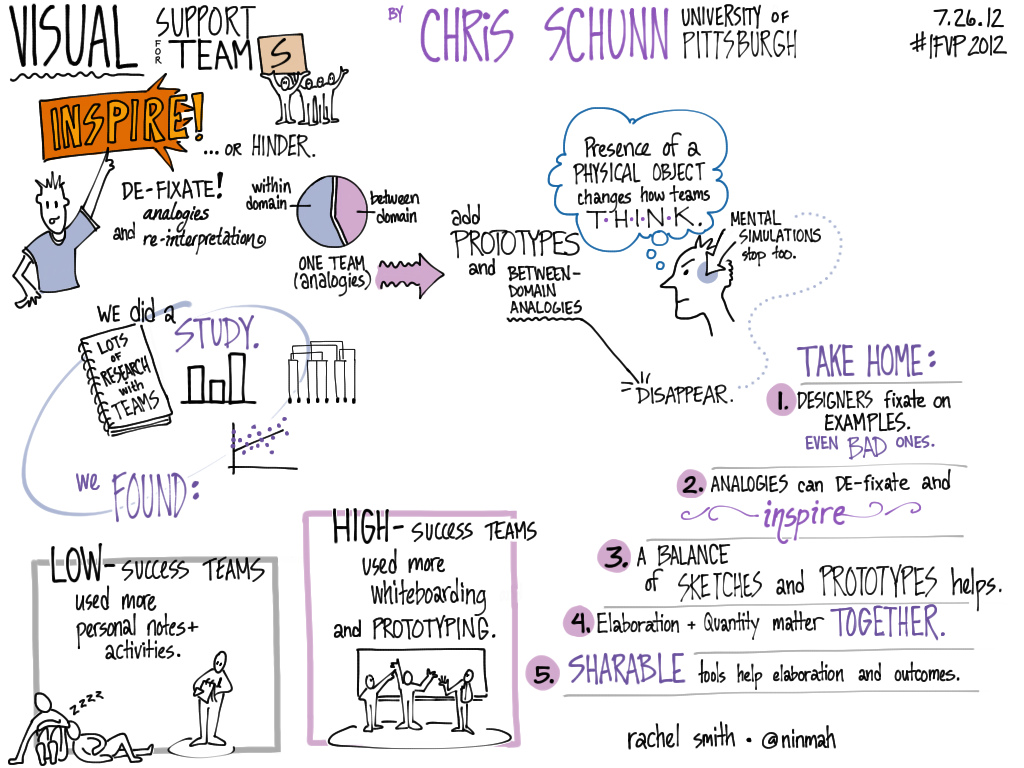 VISUAL
SUPPORT
FOR
TEAMS
BY
CHRIS SCHUNN
UNIVERSITY OF
PITTSBURGH
7.26.12
#IFVP2012
INSPIRE!
... OR HINDER.
DE-FIXATE!
analogies
and re-interpretation
within
domain
between
domain
ONE TEAM
(analogies)
add
PROTOTYPES
and
BETWEEN-
DOMAIN
ANALOGIES
DISAPPEAR.
Presence of a
PHYSICAL OBJECT
changes how teams
T·H·I·N·K.
MENTAL
SIMULATIONS
stop too.
WE did a
STUDY.
LOTS
OF
RESEARCH
with
TEAMS
we
FOUND:
LOW- SUCCESS TEAMS
used more
personal notes+
activities.
ZZZZ
HIGH- SUCCESS TEAMS
used more
whiteboarding
and PROTOTYPING.
TAKE HOME:
1. DESIGNERS fixate on
EXAMPLES.
EVEN BAD ONES.
2. ANALOGIES can DE-fixate and
inspire
3. A BALANCE
of SKETCHES and PROTOTYPES helps.
4. Elaboration + Quantity matter TOGETHER.
5. SHARABLE tools help elaboration and outcomes.
rachel smith · @ninmah